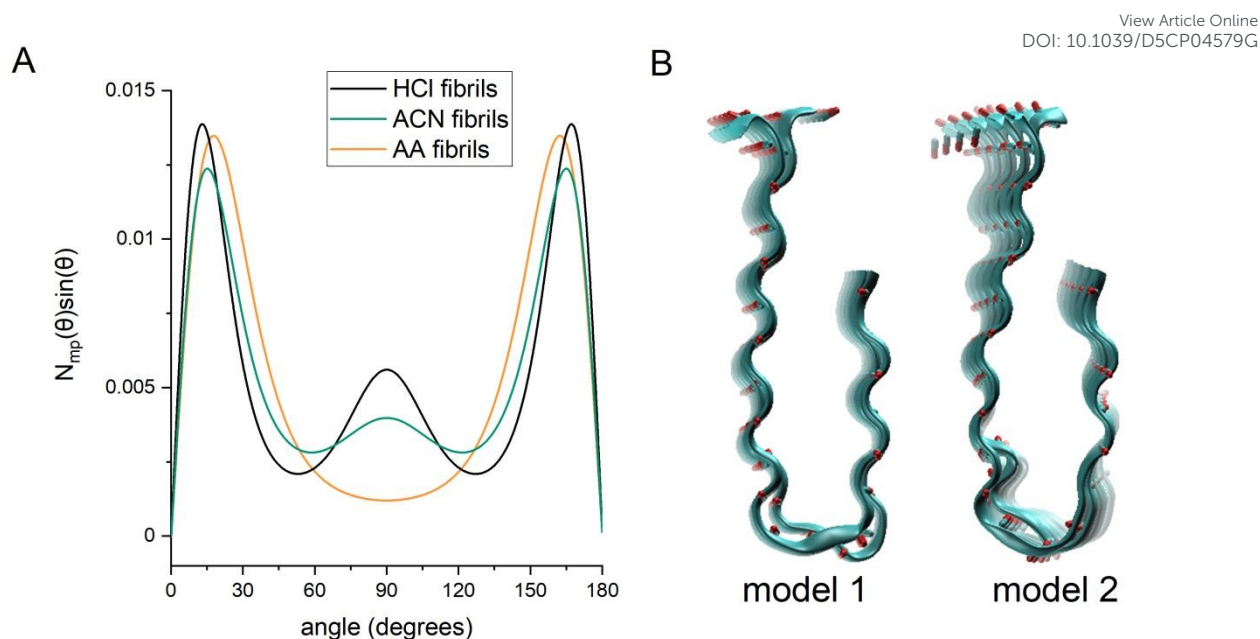 View Article Online
DOI: 10.1039/D5CP04579G
A
B
HCl fibrils
ACN fibrils
AA fibrils
0.015
0.01
0.005
0
N_mp(θ)sin(θ)
0 30 60 90 120 150 180
angle (degrees)
model 1
model 2